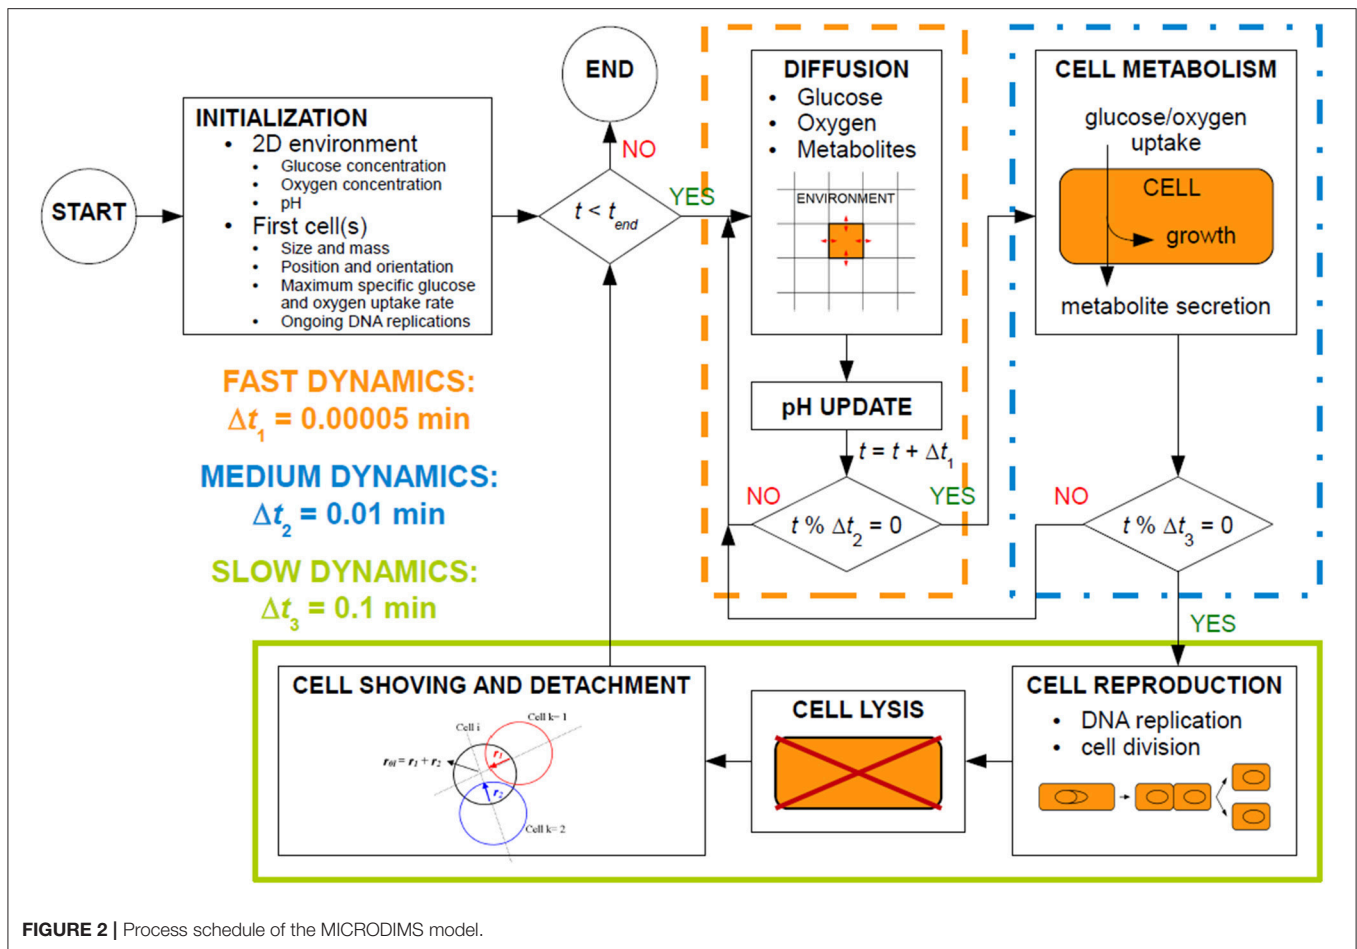 START
INITIALIZATION
• 2D environment
• Glucose concentration
• Oxygen concentration
• pH
• First cell(s)
• Size and mass
• Position and orientation
• Maximum specific glucose
and oxygen uptake rate
• Ongoing DNA replications
END
NO
t < t_end
YES
DIFFUSION
• Glucose
• Oxygen
• Metabolites
ENVIRONMENT
pH UPDATE
t = t + Δt₁
NO
YES
t % Δt₂ = 0
CELL METABOLISM
glucose/oxygen
uptake
CELL
growth
metabolite secretion
NO
t % Δt₃ = 0
YES
FAST DYNAMICS:
Δt₁ = 0.00005 min
MEDIUM DYNAMICS:
Δt₂ = 0.01 min
SLOW DYNAMICS:
Δt₃ = 0.1 min
CELL REPRODUCTION
• DNA replication
• cell division
CELL LYSIS
CELL SHOVING AND DETACHMENT
Cell i
Cell k=1
r₁
r₂
Cell k=2
FIGURE 2 | Process schedule of the MICRODIMS model.